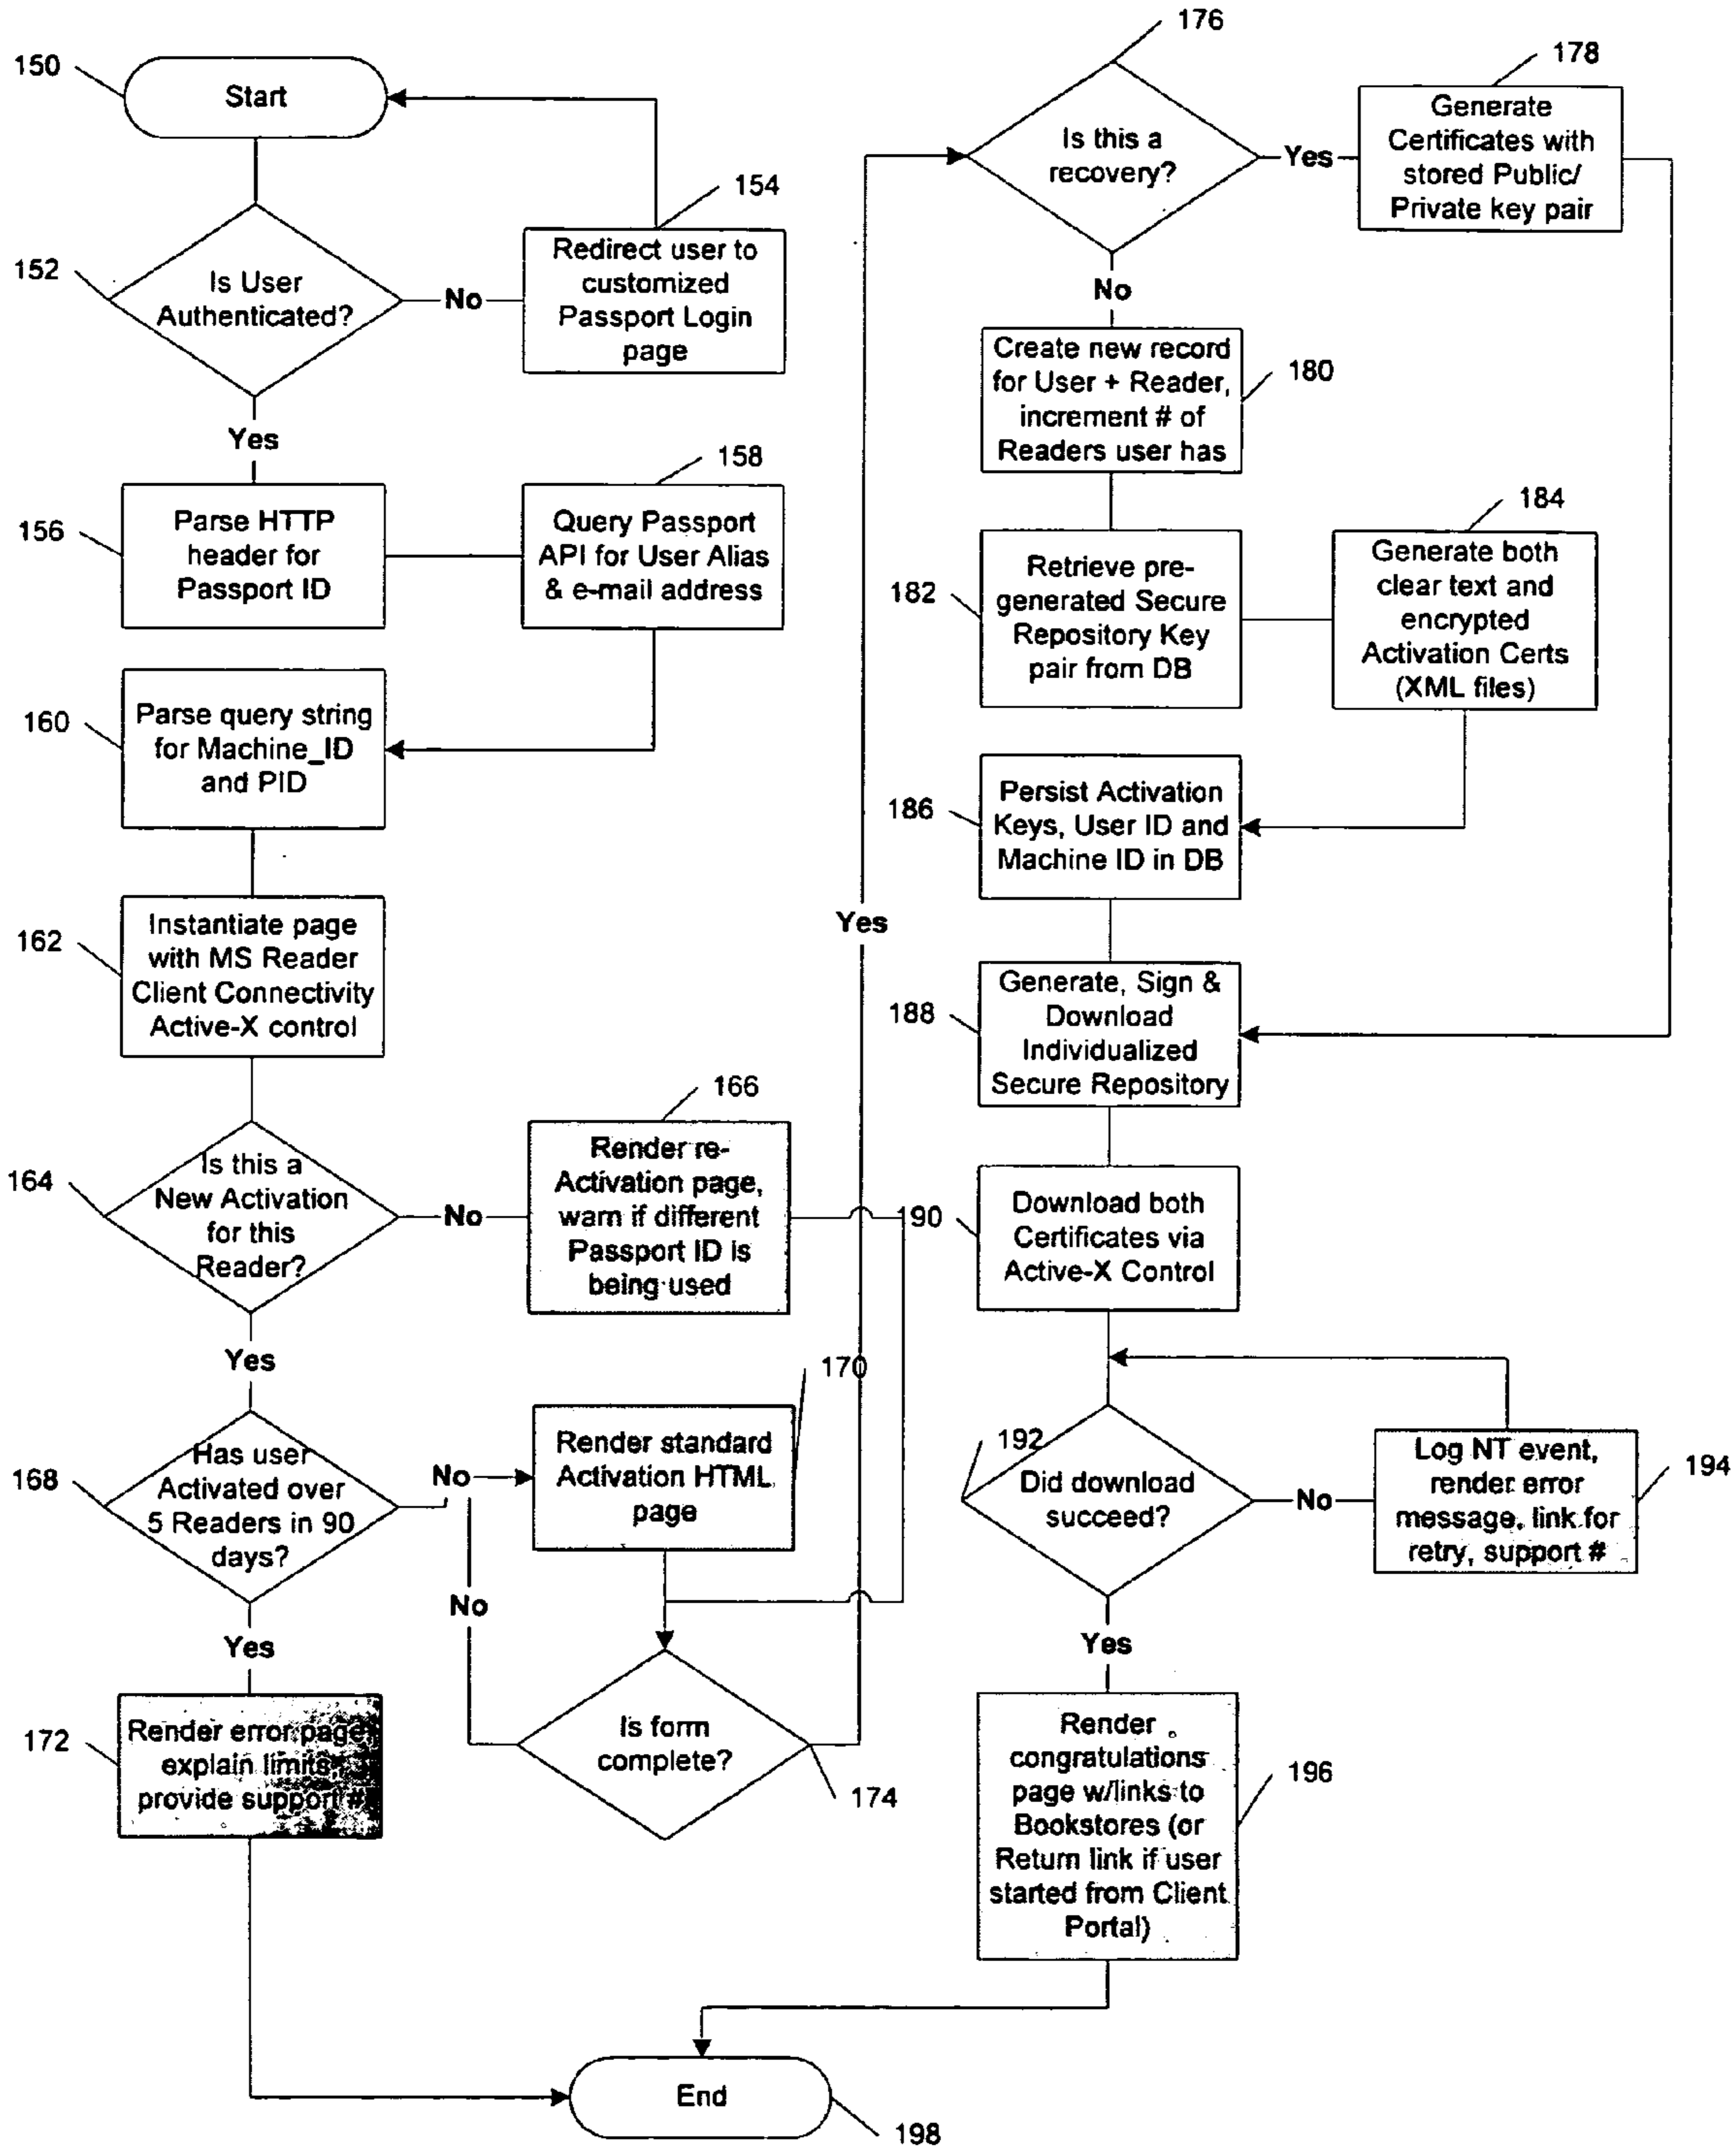 150
Start
152
Is User
Authenticated?
No
154
Redirect user to
customized
Passport Login
page
Yes
156
Parse HTTP
header for
Passport ID
158
Query Passport
API for User Alias
& e-mail address
160
Parse query string
for Machine_ID
and PID
162
Instantiate page
with MS Reader
Client Connectivity
Active-X control
164
Is this a
New Activation
for this
Reader?
No
166
Render re-
Activation page,
warn if different
Passport ID is
being used
Yes
168
Has user
Activated over
5 Readers in 90
days?
No
170
Render standard
Activation HTML
page
No
Yes
172
Render error page,
explain limits,
provide support #
Is form
complete?
174
Yes
176
Is this a
recovery?
Yes
178
Generate
Certificates with
stored Public/
Private key pair
No
180
Create new record
for User + Reader,
increment # of
Readers user has
182
Retrieve pre-
generated Secure
Repository Key
pair from DB
184
Generate both
clear text and
encrypted
Activation Certs
(XML files)
186
Persist Activation
Keys, User ID and
Machine ID in DB
188
Generate, Sign &
Download
Individualized
Secure Repository
190
Download both
Certificates via
Active-X Control
192
Did download
succeed?
No
194
Log NT event,
render error
message, link for
retry, support #
Yes
196
Render
congratulations
page w/links to
Bookstores (or
Return link if user
started from Client
Portal)
End
198